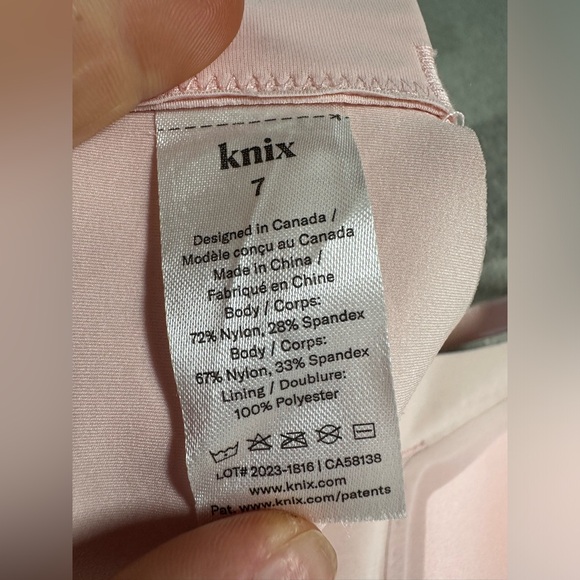 knix
7
Designed in Canada /
Modèle conçu au Canada
Made in China /
Fabriqué en Chine
Body / Corps:
72% Nylon, 28% Spandex
Body / Corps:
67% Nylon, 33% Spandex
Lining / Doublure:
100% Polyester
LOT# 2023-1816 | CA58138
www.knix.com
Pat. www.knix.com/patents